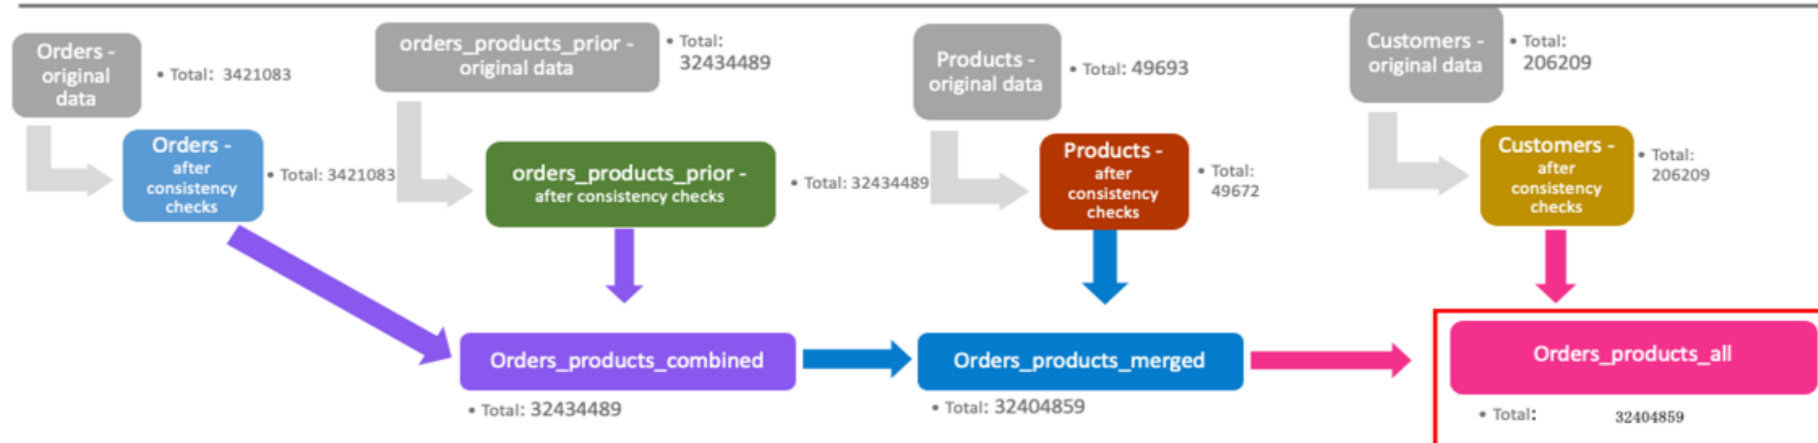 Orders -
original
data
• Total: 3421083
orders_products_prior -
original data
• Total:
32434489
Products -
original data
• Total: 49693
Customers -
original data
• Total:
206209
Orders -
after
consistency
checks
• Total: 3421083
orders_products_prior -
after consistency checks
• Total: 32434489
Products -
after
consistency
checks
• Total:
49672
Customers -
after
consistency
checks
• Total:
206209
Orders_products_combined
• Total: 32434489
Orders_products_merged
• Total: 32404859
Orders_products_all
• Total: 32404859